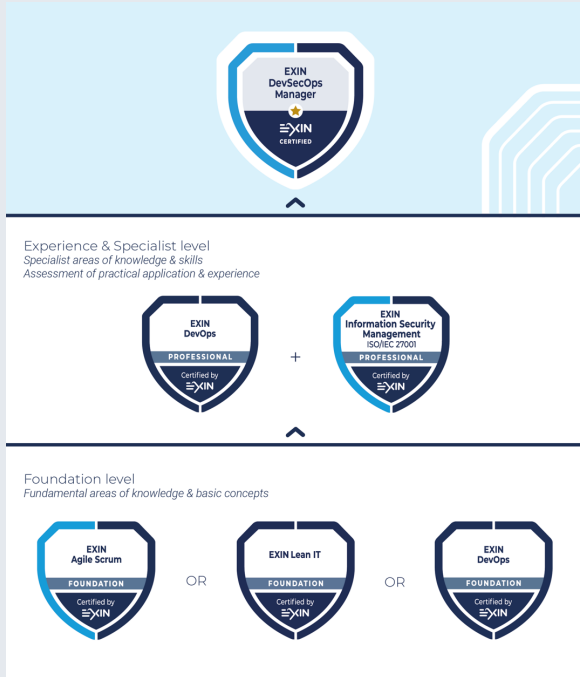 EXIN
DevSecOps
Manager
EXIN
CERTIFIED
Experience & Specialist level
Specialist areas of knowledge & skills
Assessment of practical application & experience
EXIN
DevOps
PROFESSIONAL
Certified by
EXIN
+
EXIN
Information Security
Management
ISO/IEC 27001
PROFESSIONAL
Certified by
EXIN
Foundation level
Fundamental areas of knowledge & basic concepts
EXIN
Agile Scrum
FOUNDATION
Certified by
EXIN
OR
EXIN Lean IT
FOUNDATION
Certified by
EXIN
OR
EXIN
DevOps
FOUNDATION
Certified by
EXIN